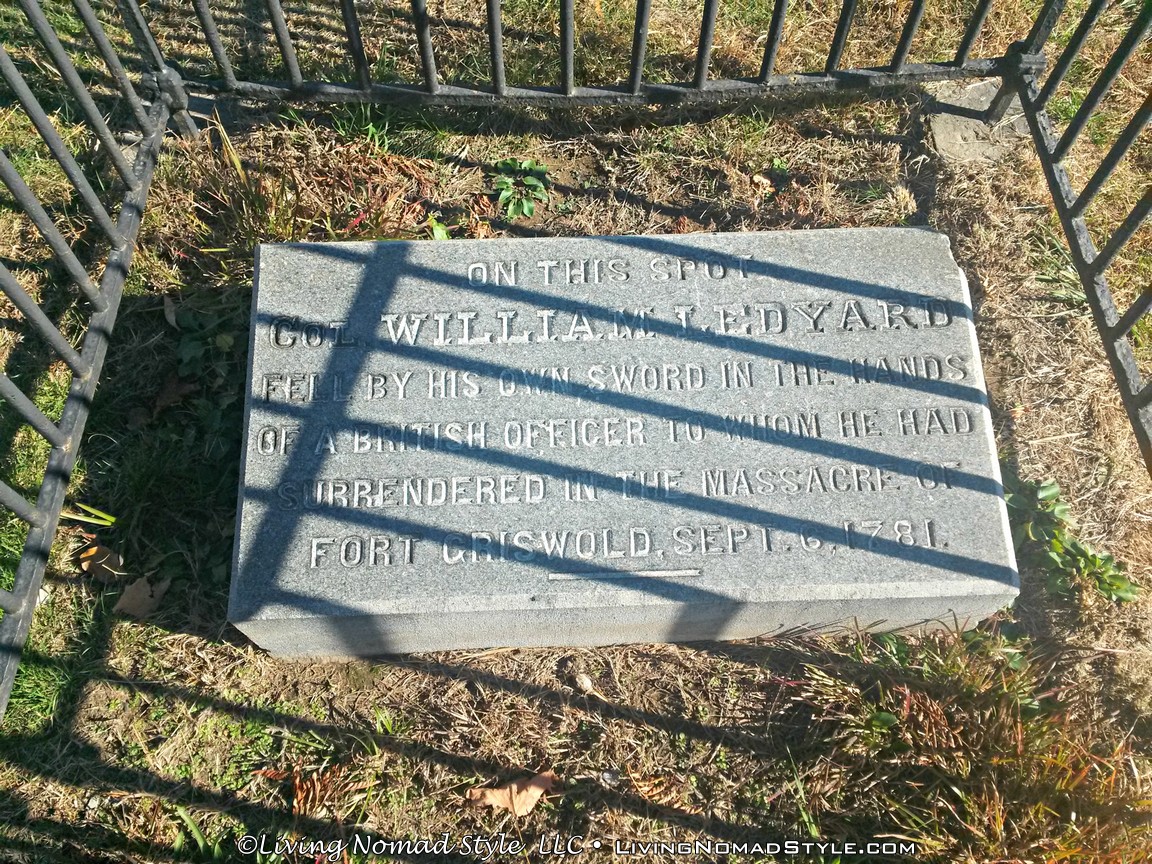 ON THIS SPOT
COL WILLIAM LEDYARD
FELL BY HIS OWN SWORD IN THE HANDS
OF A BRITISH OFFICER TO WHOM HE HAD
SURRENDERED IN THE MASSACRE OF
FORT GRISWOLD, SEPT. 6, 1781.
©Living Nomad Style LLC • LivingNomadStyle.com